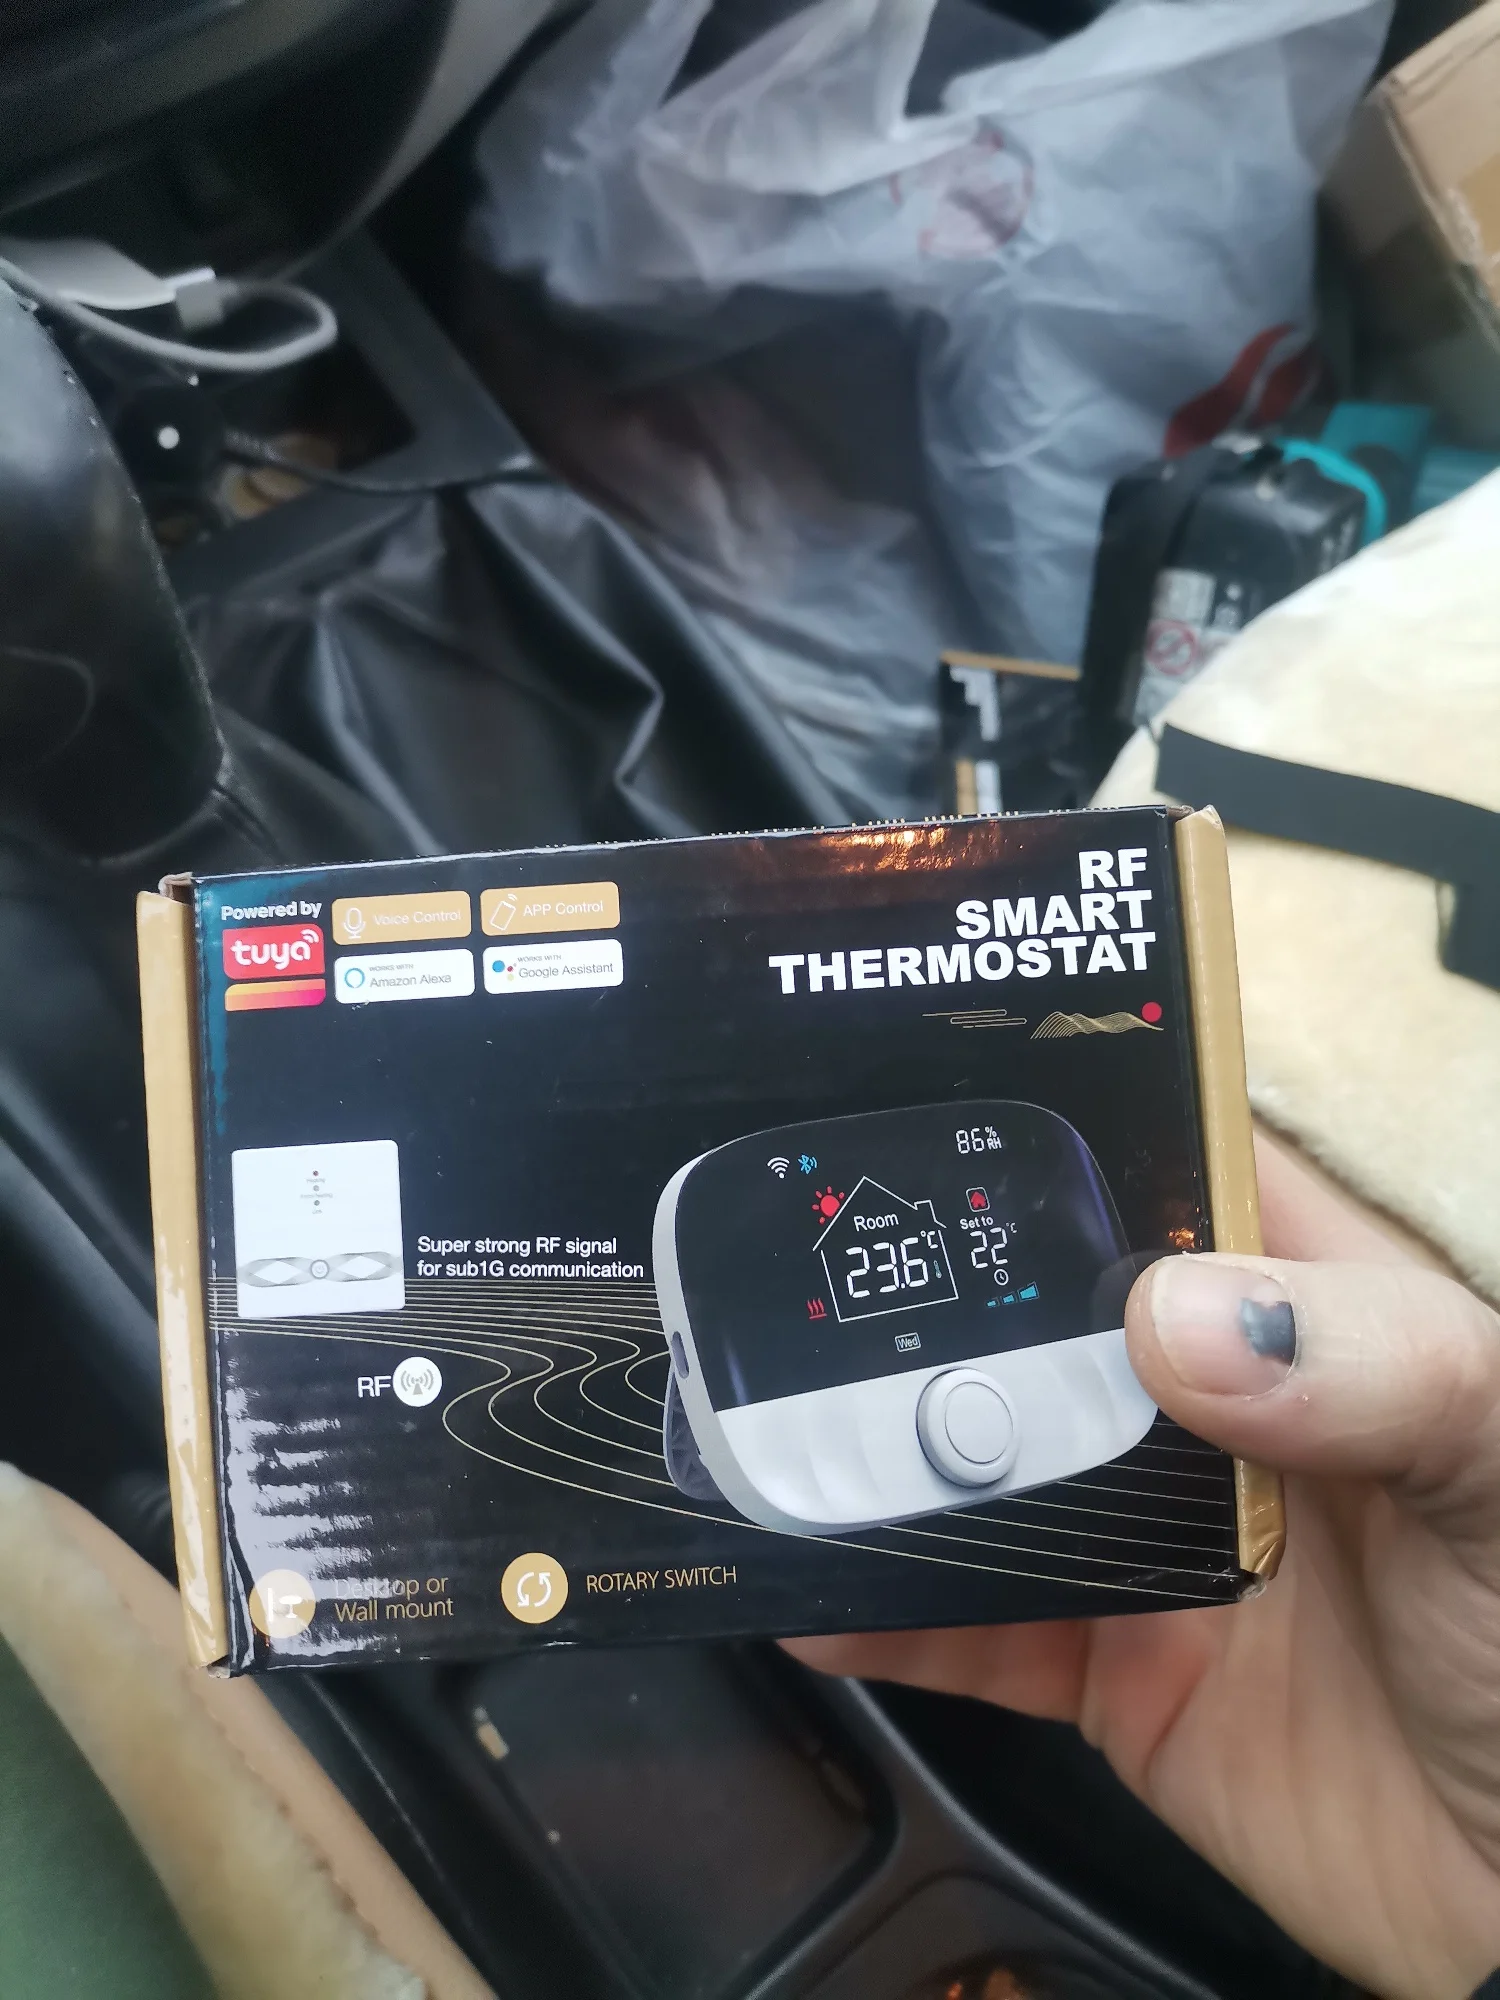 Powered by
tuya
Voice Control
APP Control
WORKS WITH
Amazon Alexa
WORKS WITH
Google Assistant
RF
SMART
THERMOSTAT
86%
RH
Room
23.6°C
Set to
22°C
Wed
Super strong RF signal
for sub1G communication
RF
Desktop or
Wall mount
ROTARY SWITCH